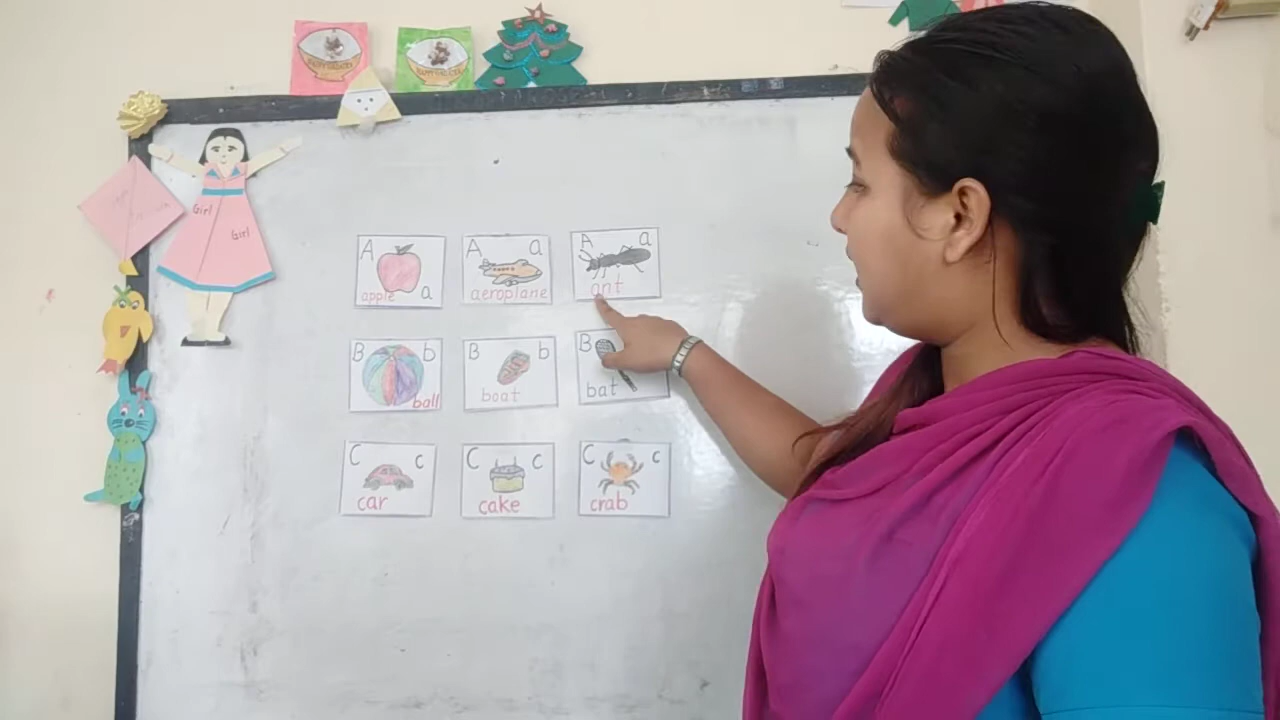 Girl
Girl
A
apple a
A a
aeroplane
A a
ant
B b
ball
B b
boat
B
bat
C c
car
C c
cake
C c
crab